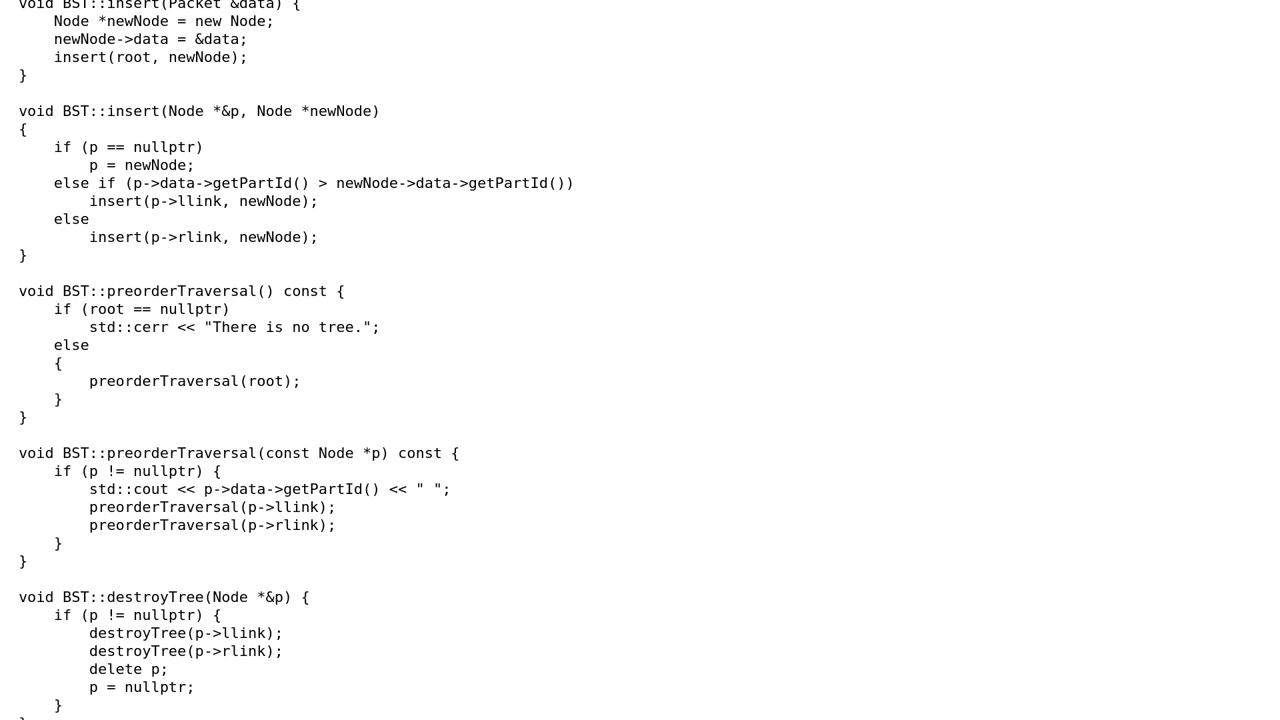 void BST::insert(Packet &data) {
    Node *newNode = new Node;
    newNode->data = &data;
    insert(root, newNode);
}

void BST::insert(Node *&p, Node *newNode)
{
    if (p == nullptr)
        p = newNode;
    else if (p->data->getPartId() > newNode->data->getPartId())
        insert(p->llink, newNode);
    else
        insert(p->rlink, newNode);
}

void BST::preorderTraversal() const {
    if (root == nullptr)
        std::cerr << "There is no tree.";
    else
    {
        preorderTraversal(root);
    }
}

void BST::preorderTraversal(const Node *p) const {
    if (p != nullptr) {
        std::cout << p->data->getPartId() << " ";
        preorderTraversal(p->llink);
        preorderTraversal(p->rlink);
    }
}

void BST::destroyTree(Node *&p) {
    if (p != nullptr) {
        destroyTree(p->llink);
        destroyTree(p->rlink);
        delete p;
        p = nullptr;
    }
}